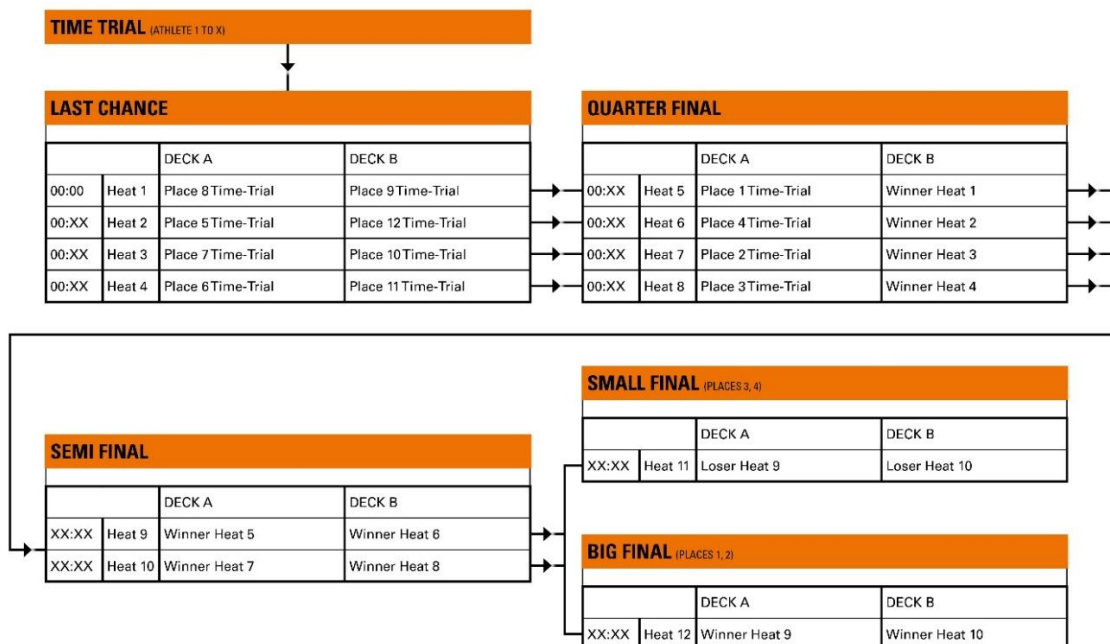 TIME TRIAL (ATHLETE 1 TO X)
LAST CHANCE
DECK A DECK B
00:00 Heat 1 Place 8 Time-Trial Place 9 Time-Trial
00:XX Heat 2 Place 5 Time-Trial Place 12 Time-Trial
00:XX Heat 3 Place 7 Time-Trial Place 10 Time-Trial
00:XX Heat 4 Place 6 Time-Trial Place 11 Time-Trial
QUARTER FINAL
DECK A DECK B
00:XX Heat 5 Place 1 Time-Trial Winner Heat 1
00:XX Heat 6 Place 4 Time-Trial Winner Heat 2
00:XX Heat 7 Place 2 Time-Trial Winner Heat 3
00:XX Heat 8 Place 3 Time-Trial Winner Heat 4
SEMI FINAL
DECK A DECK B
XX:XX Heat 9 Winner Heat 5 Winner Heat 6
XX:XX Heat 10 Winner Heat 7 Winner Heat 8
SMALL FINAL (PLACES 3, 4)
DECK A DECK B
XX:XX Heat 11 Loser Heat 9 Loser Heat 10
BIG FINAL (PLACES 1, 2)
DECK A DECK B
XX:XX Heat 12 Winner Heat 9 Winner Heat 10